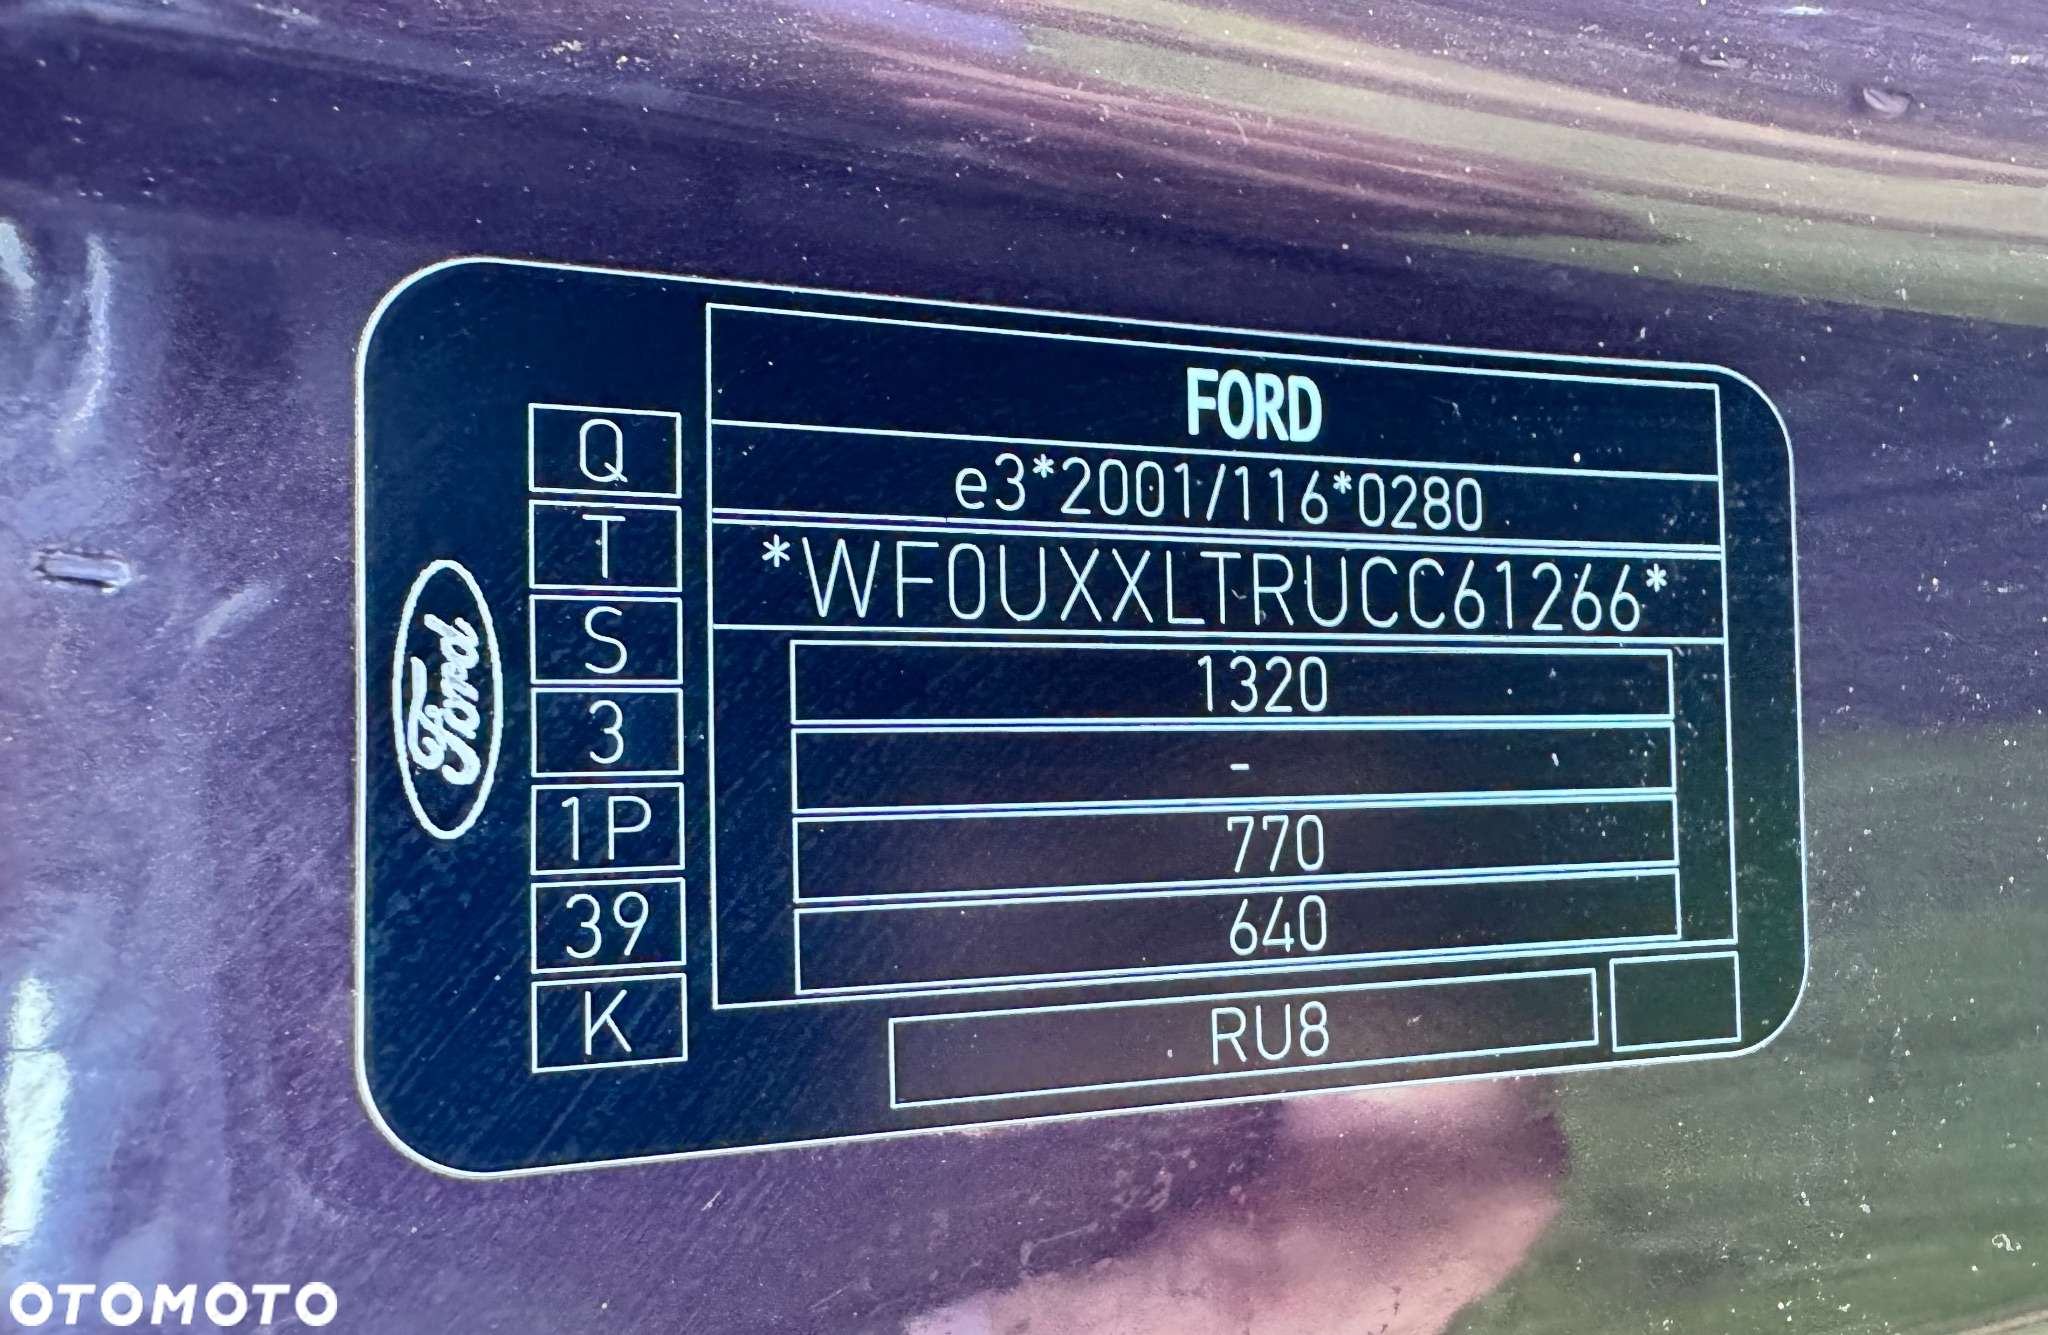 FORD
e3*2001/116*0280
*WF0UXXLTRUCC61266*
1320
-
770
640
RU8
Q
T
S
3
1P
39
K
Ford
OTOMOTO